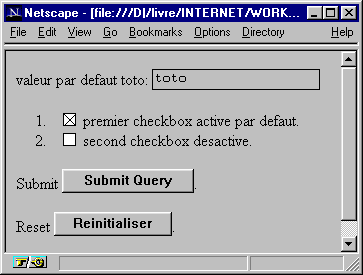 Netscape - [file:///D|/livre/INTERNET/WORK...
File Edit View Go Bookmarks Options Directory
valeur par defaut toto: toto
1. premier checkbox active par defaut.
2. second checkbox desactive.
Submit Submit Query.
Reset Reinitialiser.